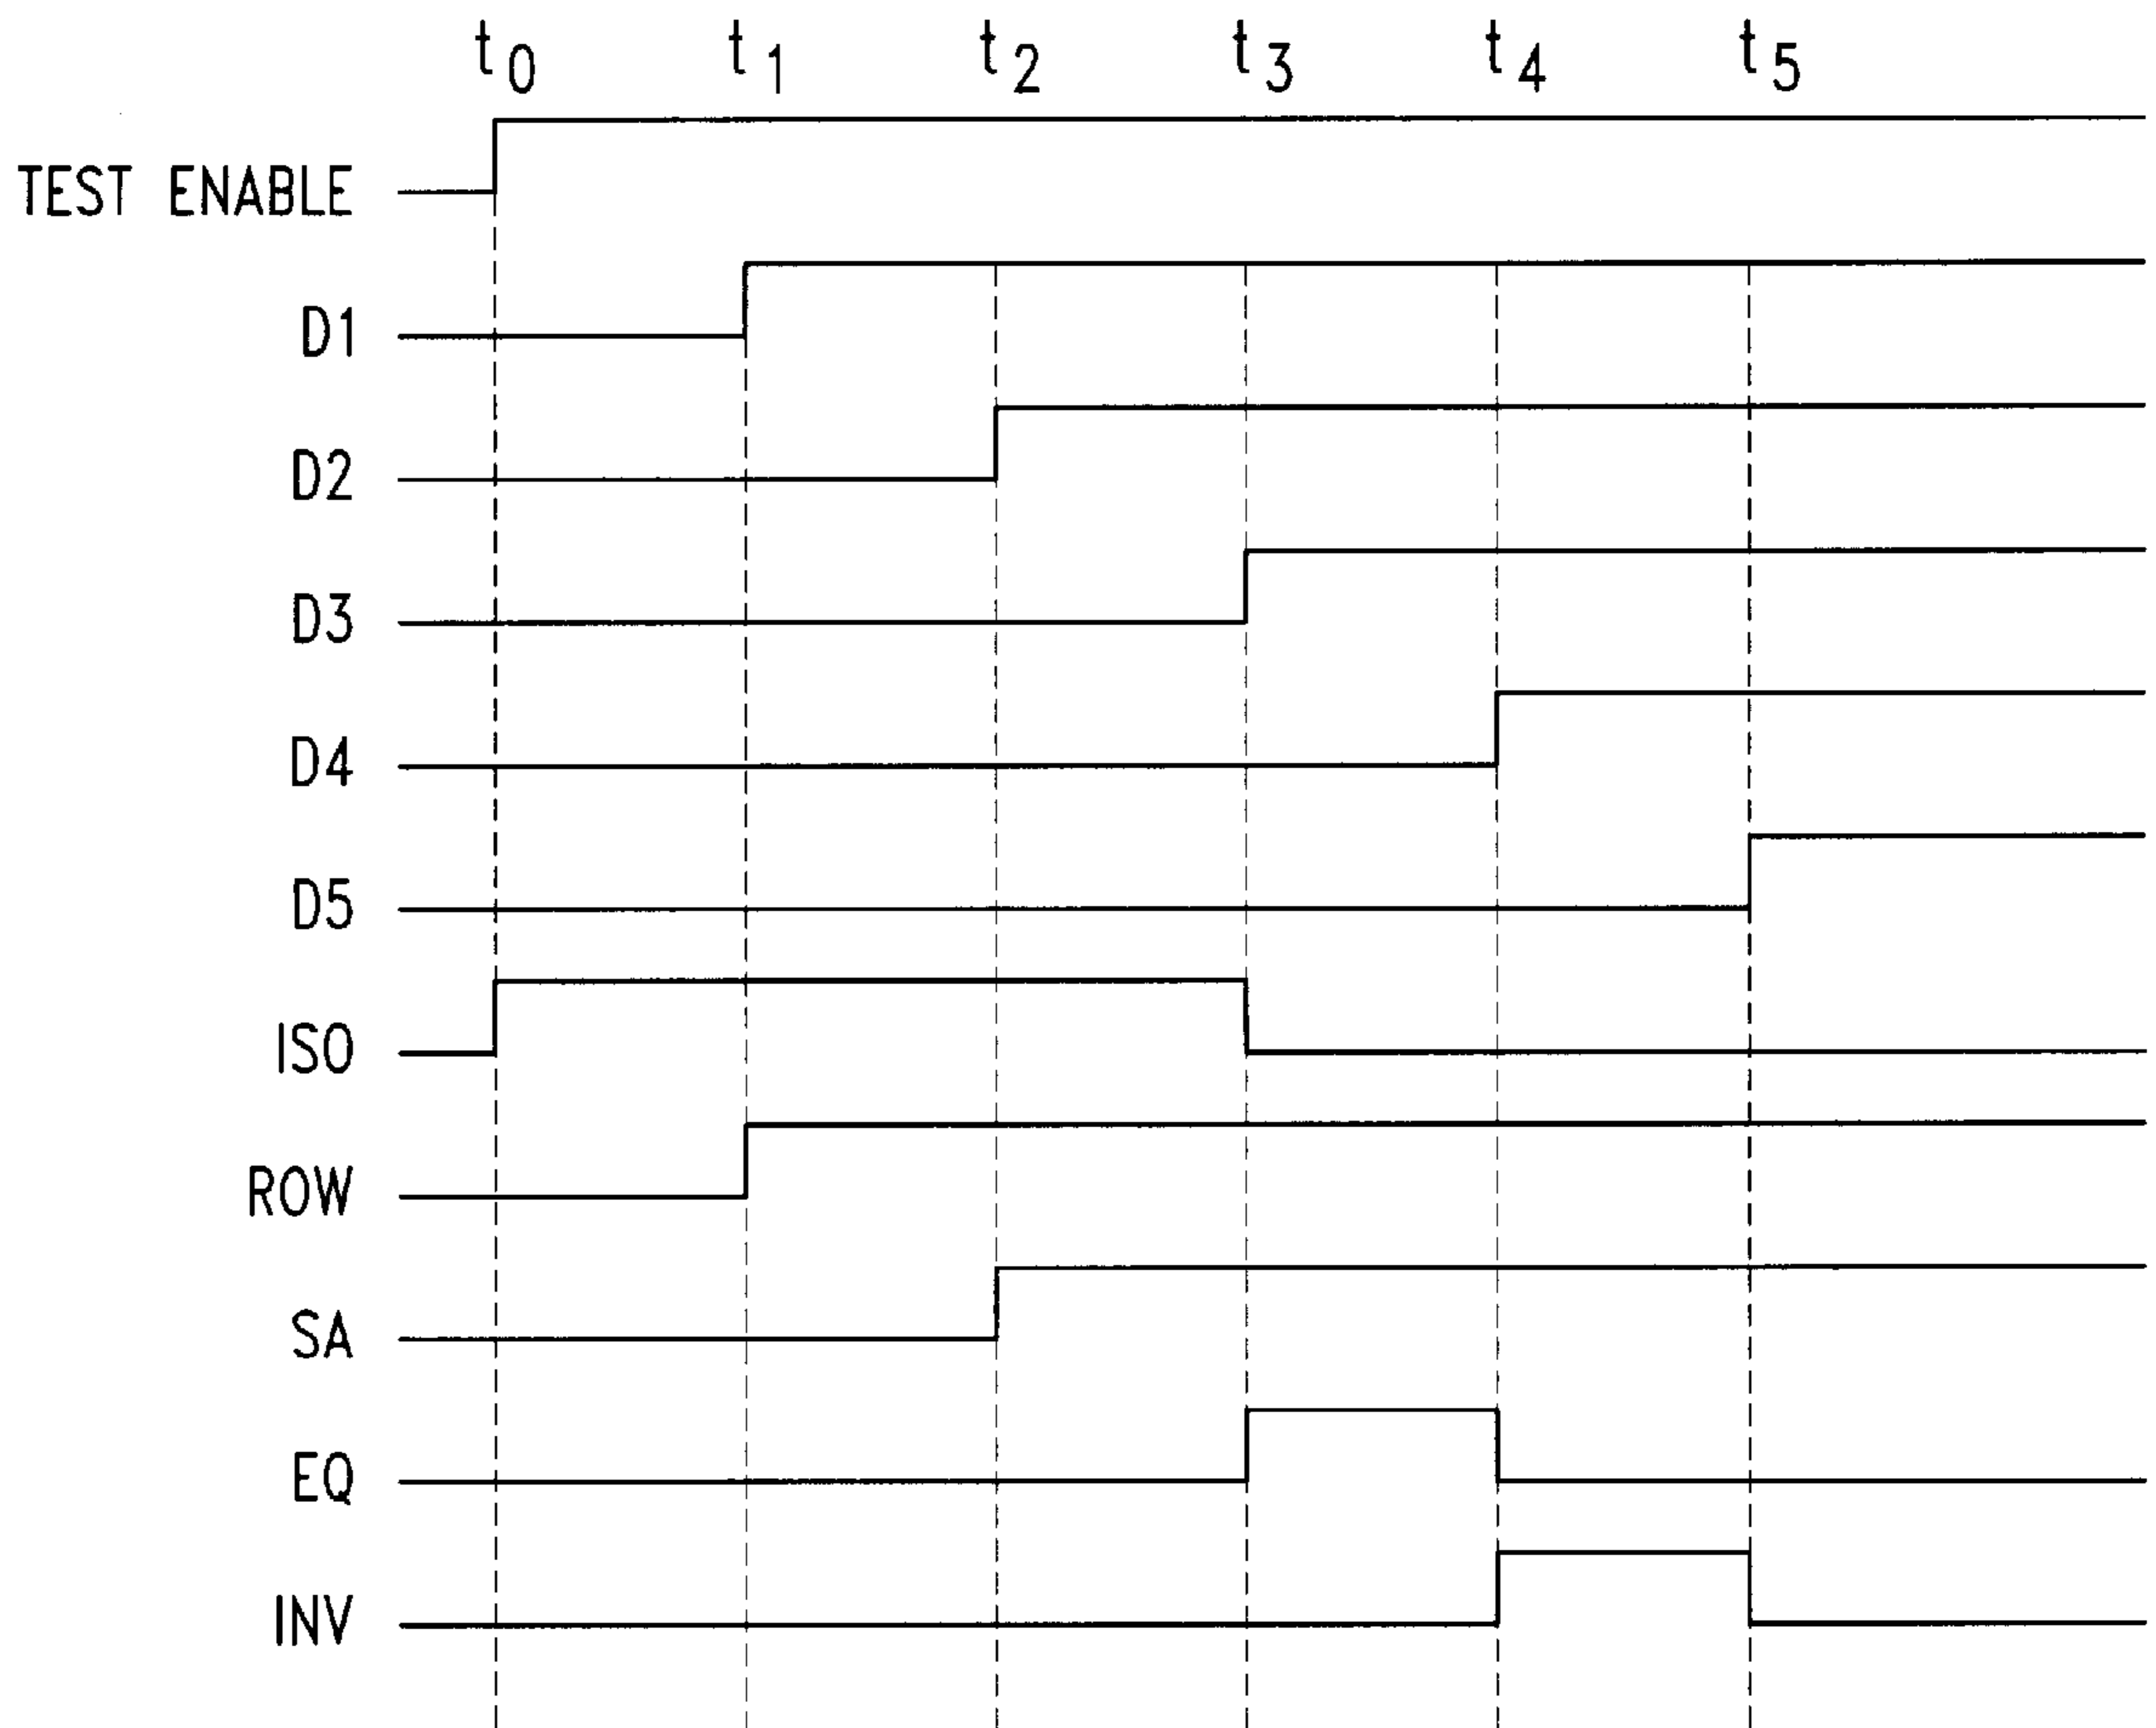 t0 t1 t2 t3 t4 t5
TEST ENABLE
D1
D2
D3
D4
D5
ISO
ROW
SA
EQ
INV